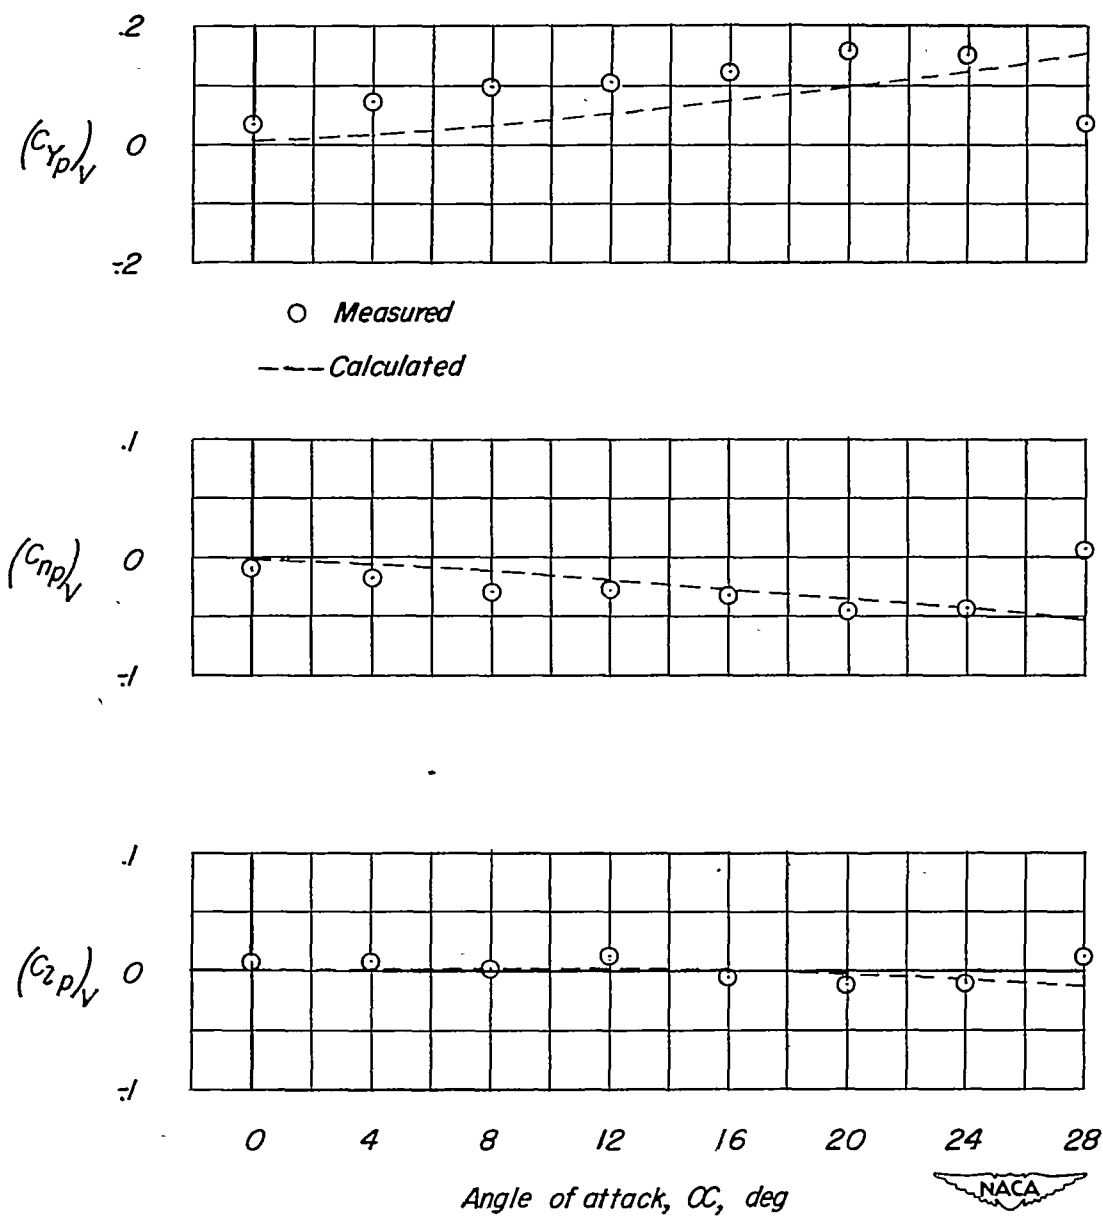 .2
(CYp)V 0
-.2
Measured
Calculated
.1
(Cnp)V 0
-.1
.1
(Clp)V 0
-.1
0 4 8 12 16 20 24 28
Angle of attack, α, deg
NACA